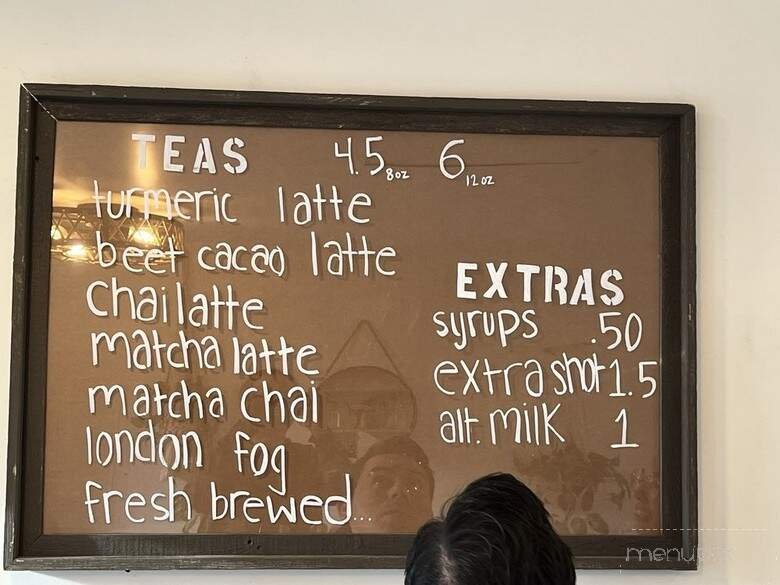 TEAS 4.5 8oz 6 12oz
turmeric latte
beet cacao latte
Chai latte
matcha latte
matcha chai
london fog
fresh brewed...
EXTRAS
syrups .50
extra shot 1.5
alt. milk 1